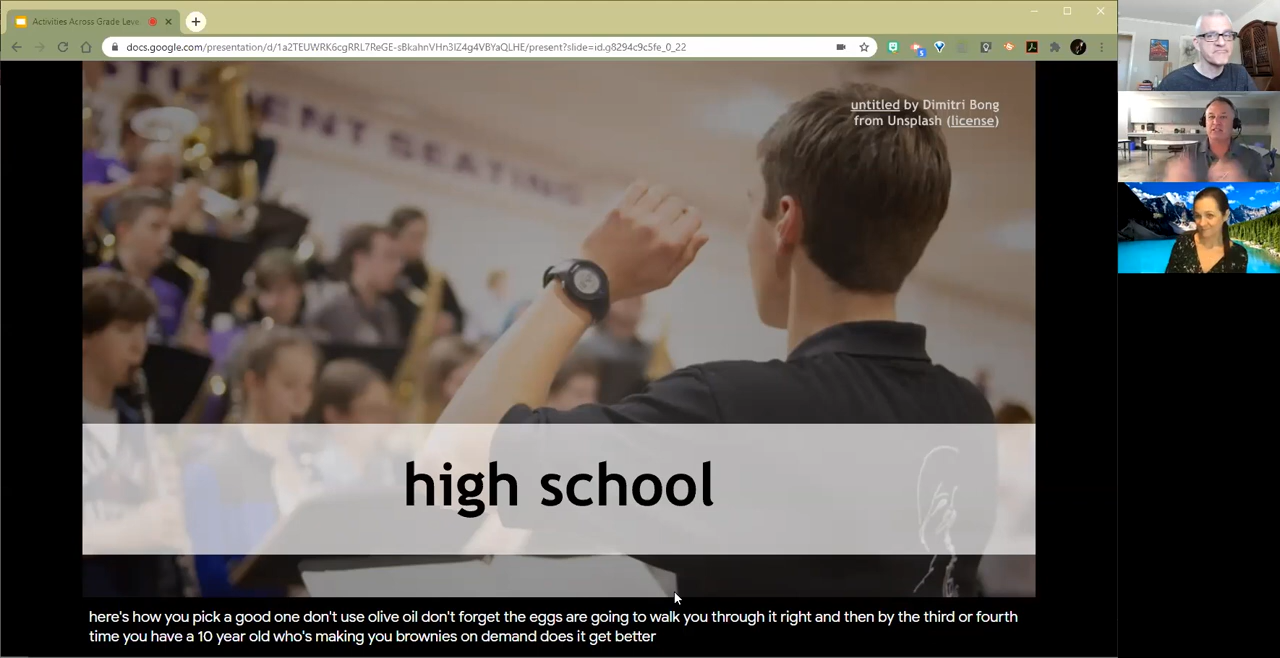 Activities Across Grade Leve
docs.google.com/presentation/d/1a2TEUWRK6cgRRL7ReGE-sBkahnVHn3IZ4g4VBYaQLHE/present?slide=id.g8294c9c5fe_0_22
5
untitled by Dimitri Bong
from Unsplash (license)
STUDENT SEATING
high school
here's how you pick a good one don't use olive oil don't forget the eggs are going to walk you through it right and then by the third or fourth
time you have a 10 year old who's making you brownies on demand does it get better